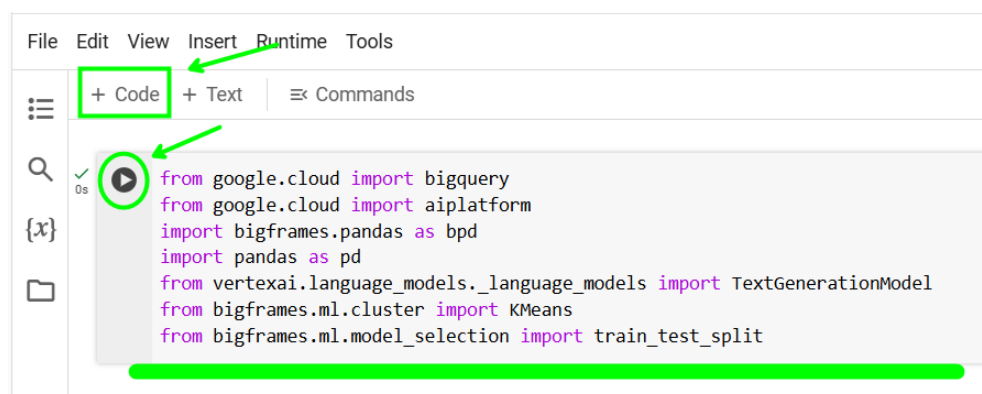 File Edit View Insert Runtime Tools
+ Code + Text Commands
from google.cloud import bigquery
0s
from google.cloud import aiplatform
{x} import bigframes.pandas as bpd
import pandas as pd
from vertexai.language_models._language_models import TextGenerationModel
from bigframes.ml.cluster import KMeans
from bigframes.ml.model_selection import train_test_split